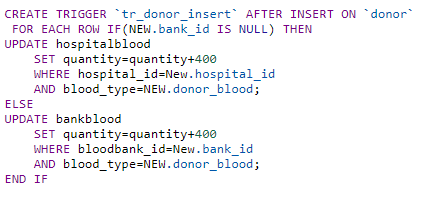 CREATE TRIGGER `tr_donor_insert` AFTER INSERT ON `donor`
FOR EACH ROW IF(NEW.bank_id IS NULL) THEN
UPDATE hospitalblood
SET quantity=quantity+400
WHERE hospital_id=New.hospital_id
AND blood_type=NEW.donor_blood;
ELSE
UPDATE bankblood
SET quantity=quantity+400
WHERE bloodbank_id=New.bank_id
AND blood_type=NEW.donor_blood;
END IF